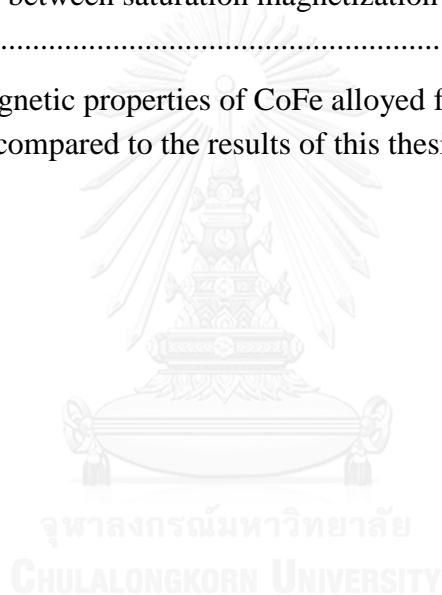 between saturation magnetization
................................................................
gnetic properties of CoFe alloyed f
compared to the results of this thesi
จุฬาลงกรณ์มหาวิทยาลัย
CHULALONGKORN UNIVERSITY